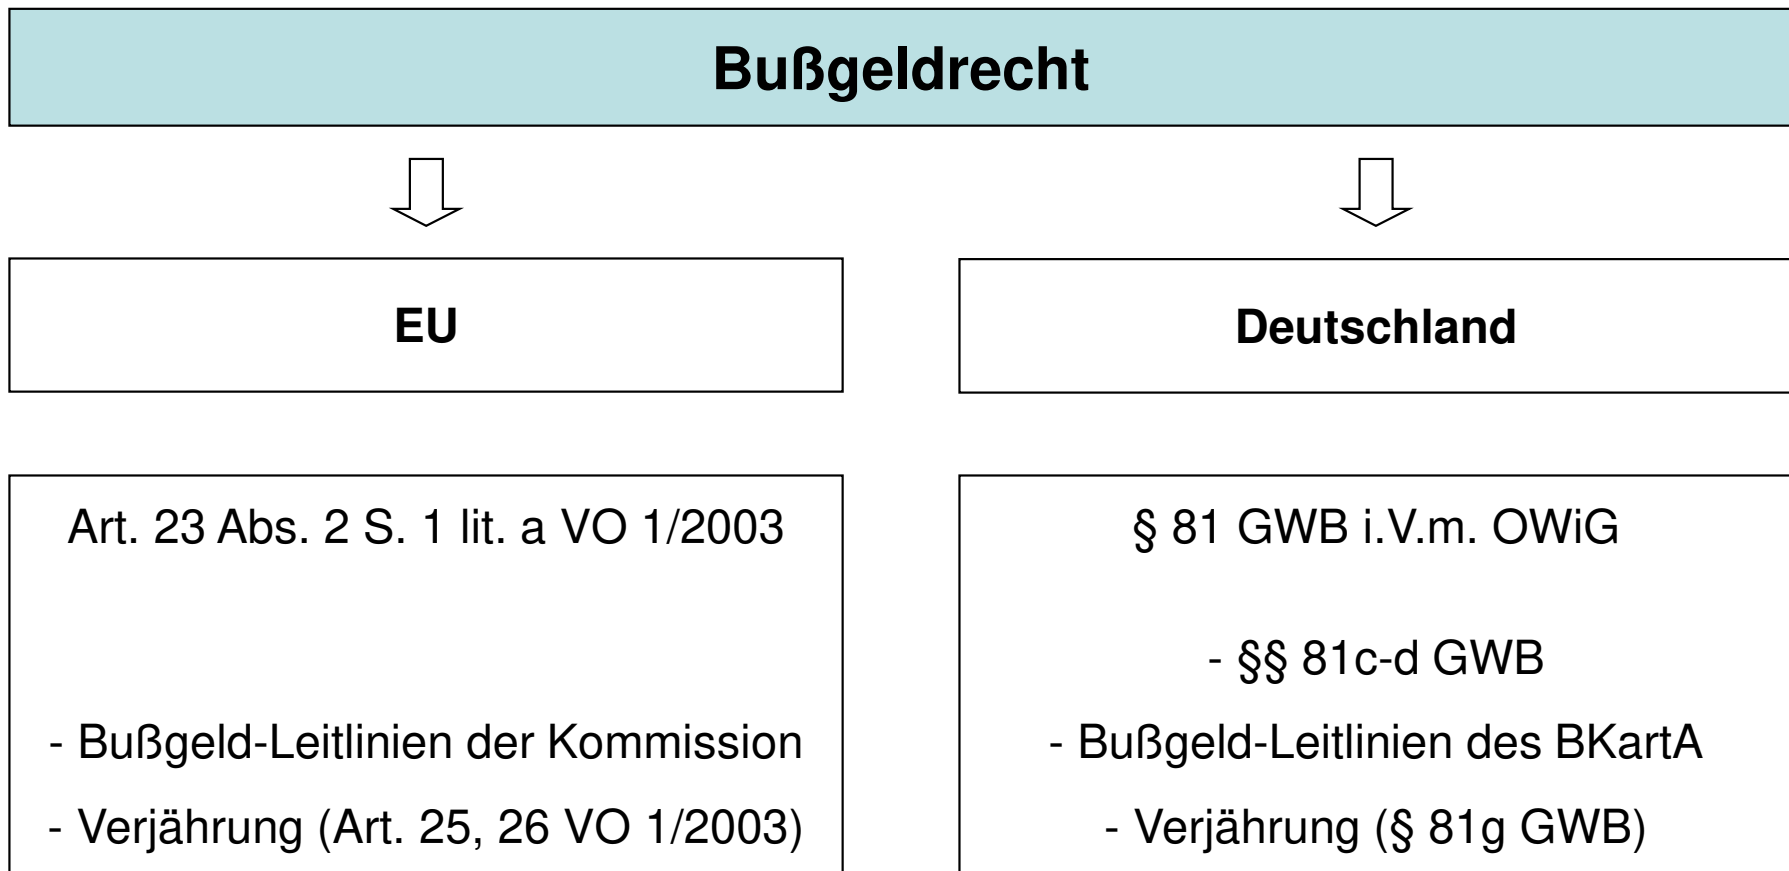 Bußgeldrecht
EU
Deutschland
Art. 23 Abs. 2 S. 1 lit. a VO 1/2003
- Bußgeld-Leitlinien der Kommission
- Verjährung (Art. 25, 26 VO 1/2003)
§ 81 GWB i.V.m. OWiG
- §§ 81c-d GWB
- Bußgeld-Leitlinien des BKartA
- Verjährung (§ 81g GWB)